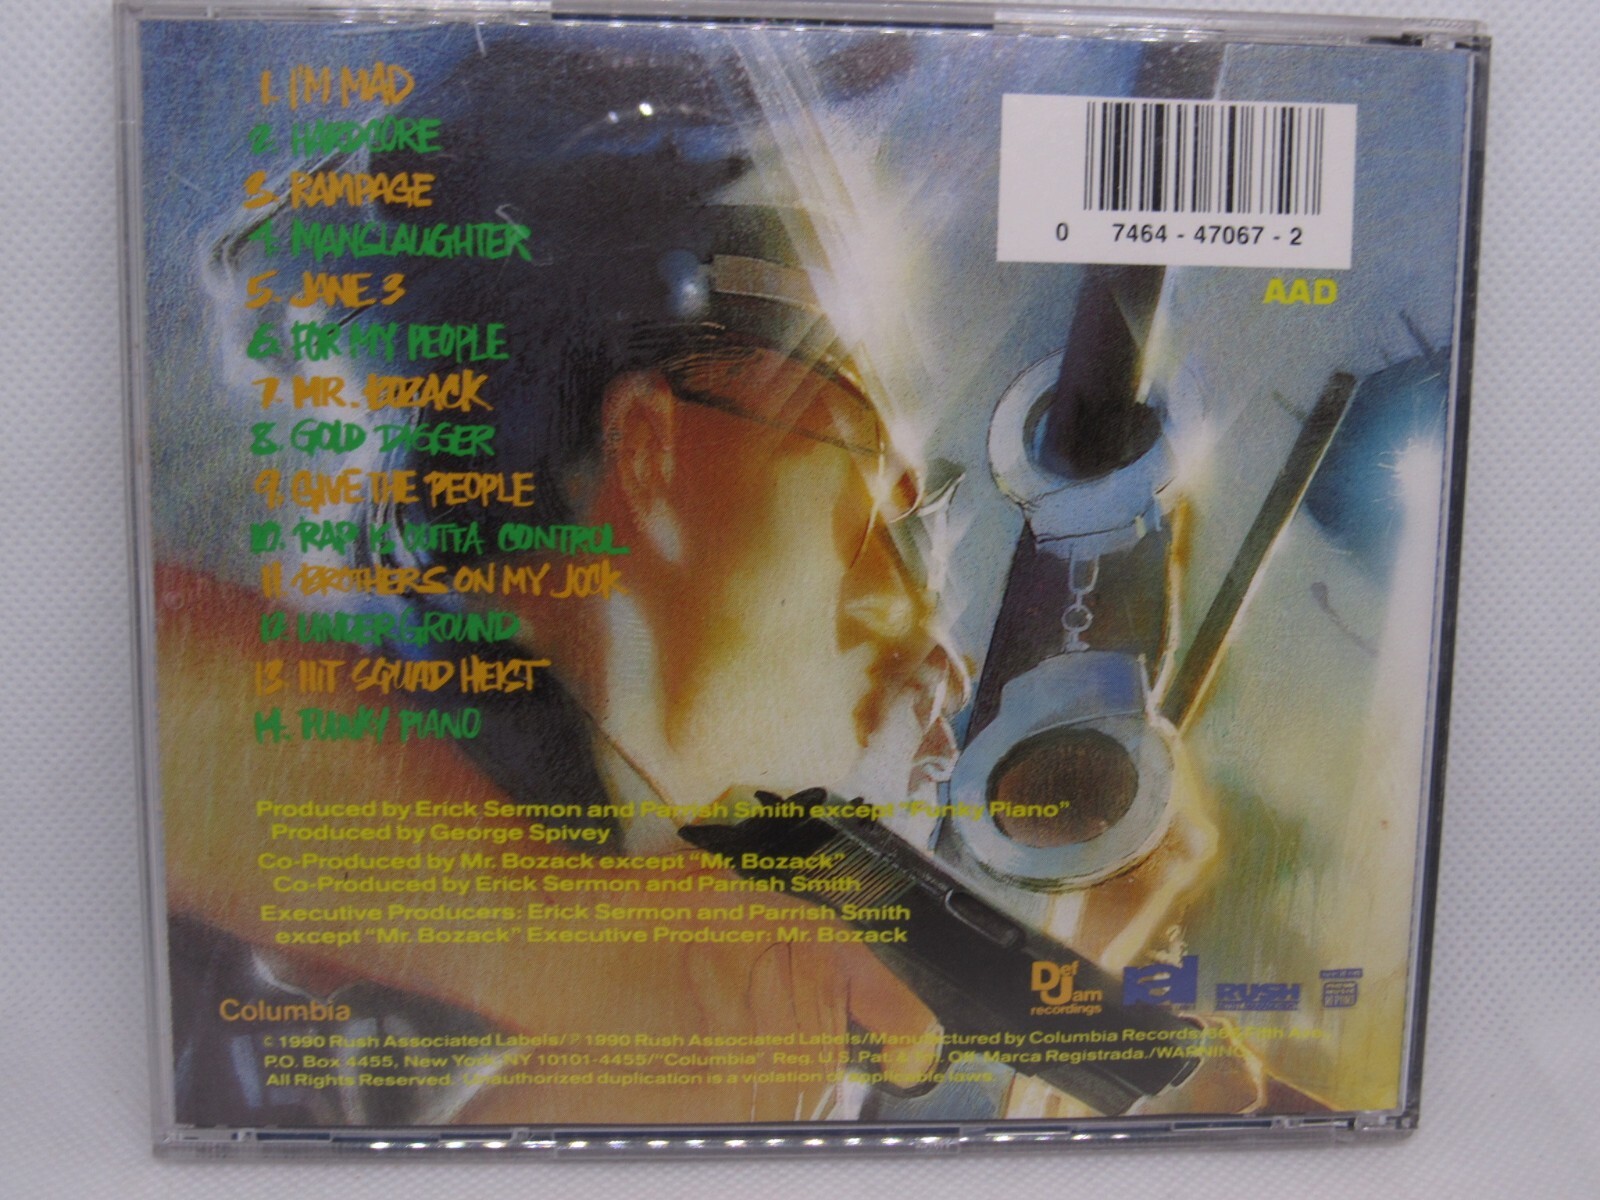 1. I'M MAD
2. HARDCORE
3. RAMPAGE
4. MANSLAUGHTER
5. JANE 3
6. FOR MY PEOPLE
7. MR. BOZACK
8. GOLD DIGGER
9. GIVE THE PEOPLE
10. RAP IS OUTTA CONTROL
11. BROTHERS ON MY JOCK
12. UNDERGROUND
13. HIT SQUAD HEIST
14. FUNKY PIANO
0 7464 - 47067 - 2
AAD
Produced by Erick Sermon and Parrish Smith except "Funky Piano"
Produced by George Spivey
Co-Produced by Mr. Bozack except "Mr. Bozack"
Co-Produced by Erick Sermon and Parrish Smith
Executive Producers: Erick Sermon and Parrish Smith
except "Mr. Bozack" Executive Producer: Mr. Bozack
Def
Jam
recordings
ral
RUSH
Columbia
© 1990 Rush Associated Labels/℗ 1990 Rush Associated Labels/Manufactured by Columbia Records/666 Fifth Ave.,
P.O. Box 4455, New York, NY 10101-4455/"Columbia" Reg. U.S. Pat. & Tm. Off. Marca Registrada./WARNING:
All Rights Reserved. Unauthorized duplication is a violation of applicable laws.